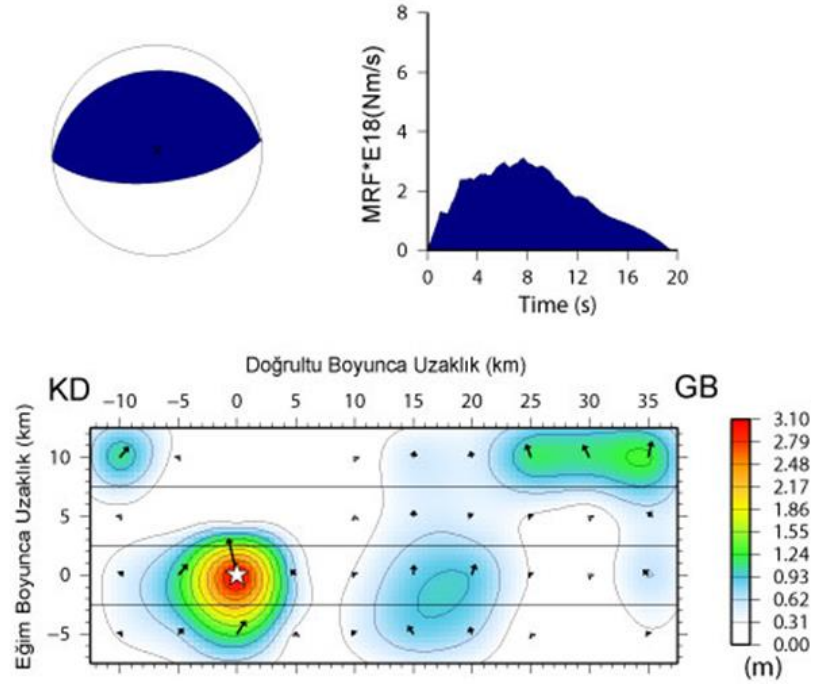 MRF*E18(Nm/s)
8
6
4
2
0
0 4 8 12 16 20
Time (s)
Doğrultu Boyunca Uzaklık (km)
KD
GB
−10 −5 0 5 10 15 20 25 30 35
Eğim Boyunca Uzaklık (km)
10
5
0
−5
3.10
2.79
2.48
2.17
1.86
1.55
1.24
0.93
0.62
0.31
0.00
(m)